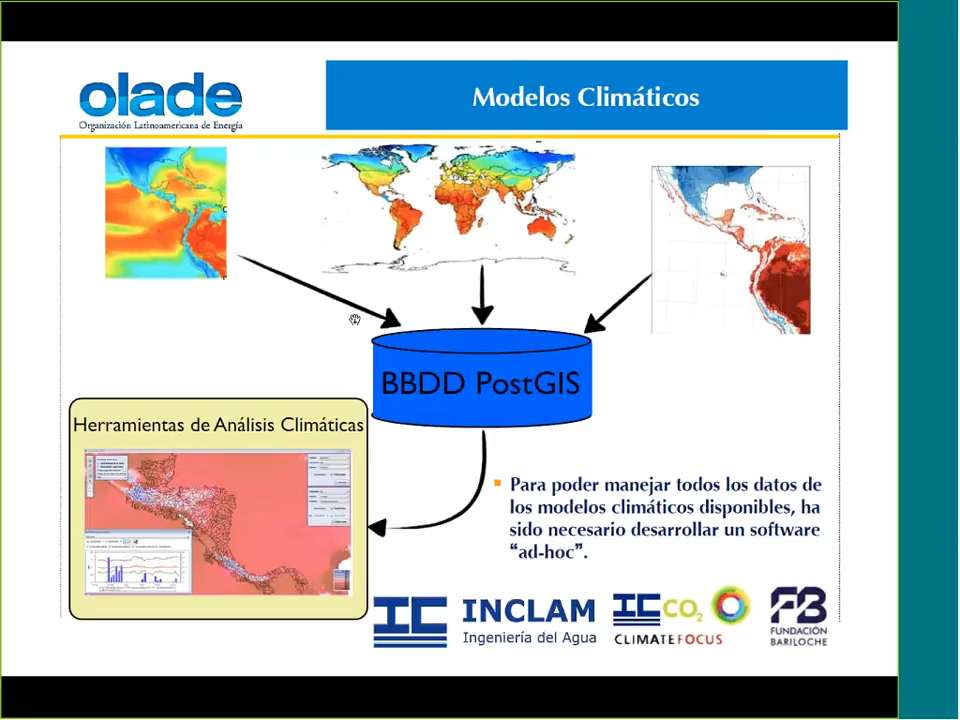 olade
Organización Latinoamericana de Energía
Modelos Climáticos
BBDD PostGIS
Herramientas de Análisis Climáticas
Para poder manejar todos los datos de
los modelos climáticos disponibles, ha
sido necesario desarrollar un software
“ad-hoc”.
IC INCLAM
Ingeniería del Agua
IC CO2
CLIMATE FOCUS
FB
FUNDACIÓN
BARILOCHE